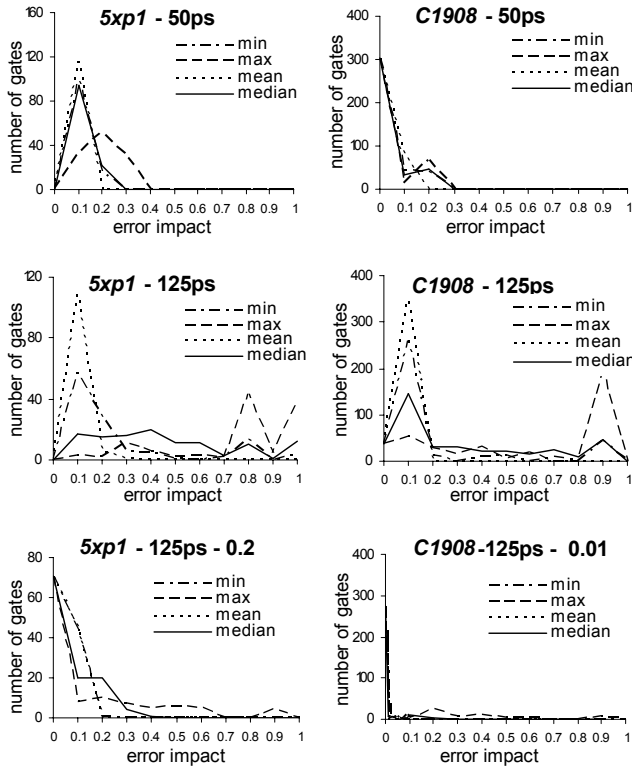 5xp1 - 50ps
160
120
80
40
0
number of gates
min
max
mean
median
0 0.1 0.2 0.3 0.4 0.5 0.6 0.7 0.8 0.9 1
error impact
C1908 - 50ps
400
300
200
100
0
number of gates
min
max
mean
median
0 0.1 0.2 0.3 0.4 0.5 0.6 0.7 0.8 0.9 1
error impact
5xp1 - 125ps
120
80
40
0
number of gates
min
max
mean
median
0 0.1 0.2 0.3 0.4 0.5 0.6 0.7 0.8 0.9 1
error impact
C1908 - 125ps
400
300
200
100
0
number of gates
min
max
mean
median
0 0.1 0.2 0.3 0.4 0.5 0.6 0.7 0.8 0.9 1
error impact
5xp1 - 125ps - 0.2
80
60
40
20
0
number of gates
min
max
mean
median
0 0.1 0.2 0.3 0.4 0.5 0.6 0.7 0.8 0.9 1
error impact
C1908-125ps - 0.01
400
300
200
100
0
number of gates
min
max
mean
median
0 0.1 0.2 0.3 0.4 0.5 0.6 0.7 0.8 0.9 1
error impact